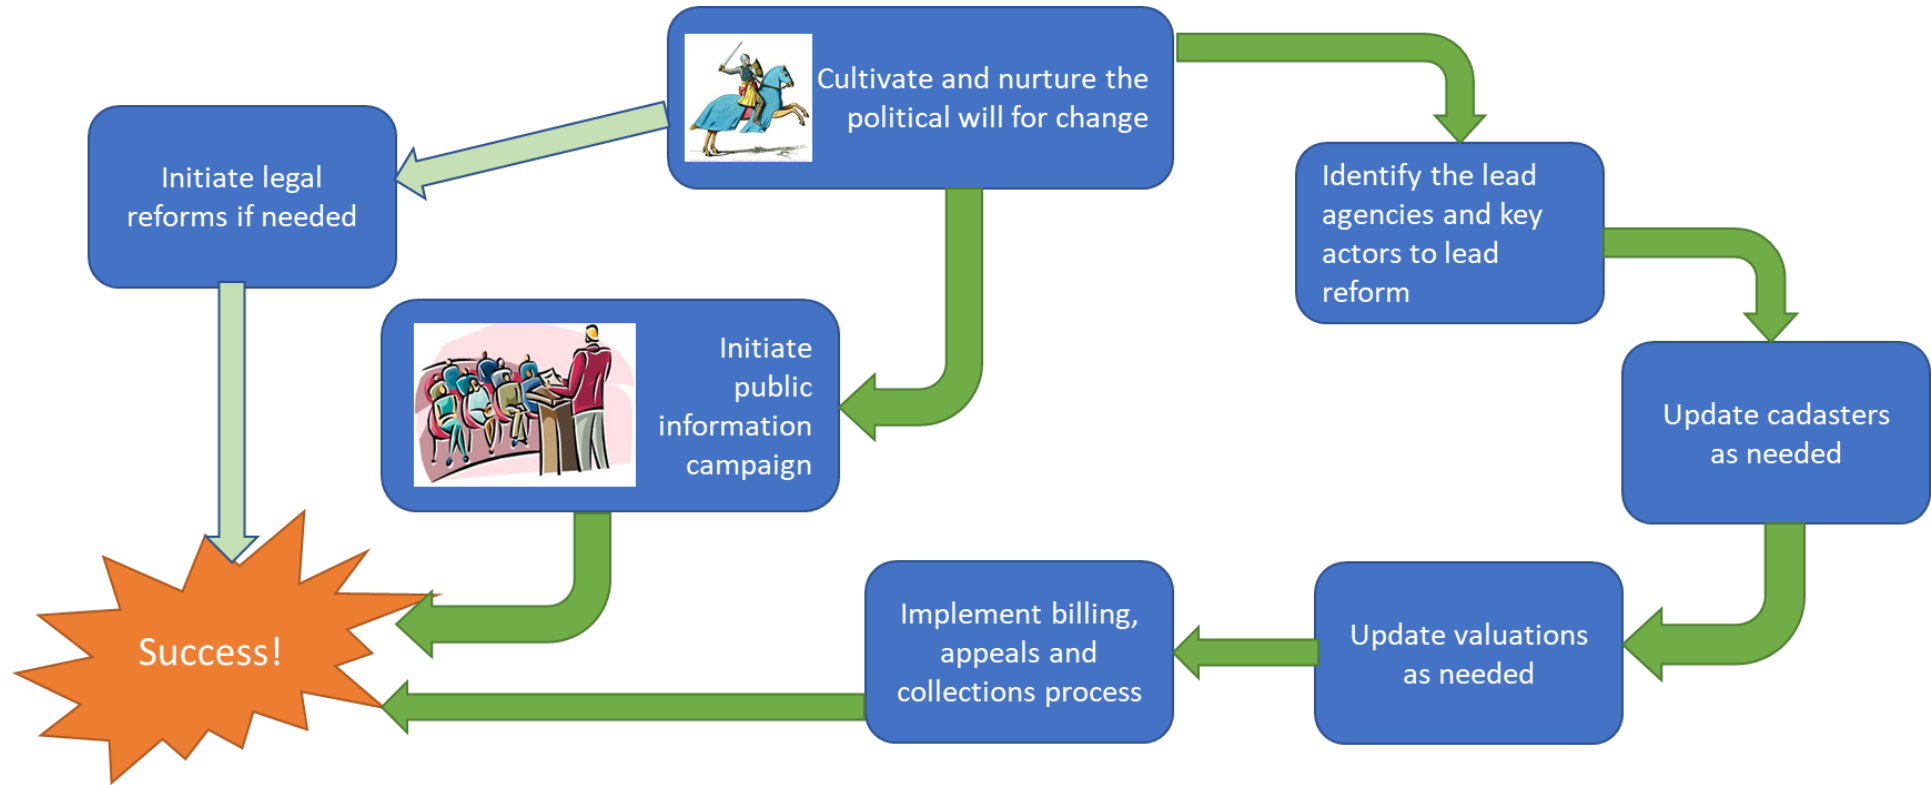 Cultivate and nurture the
political will for change
Initiate legal
reforms if needed
Identify the lead
agencies and key
actors to lead
reform
Initiate
public
information
campaign
Update cadasters
as needed
Update valuations
as needed
Implement billing,
appeals and
collections process
Success!